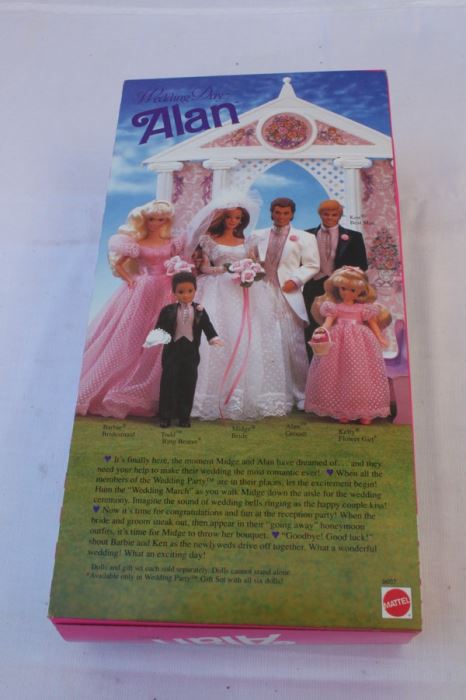 Wedding Day™
Alan™
Ken®
Best Man
Barbie®
Bridesmaid
Todd™
Ring Bearer*
Midge®
Bride
Alan™
Groom
Kelly®
Flower Girl*
♥ It's finally here, the moment Midge and Alan have dreamed of . . . and they
need your help to make their wedding the most romantic ever! ♥ When all the
members of the Wedding Party™ are in their places, let the excitement begin!
Hum the "Wedding March" as you walk Midge down the aisle for the wedding
ceremony. Imagine the sound of wedding bells ringing as the happy couple kiss!
♥ Now it's time for congratulations and fun at the reception party! When the
bride and groom sneak out, then appear in their "going away" honeymoon
outfits, it's time for Midge to throw her bouquet. ♥ "Goodbye! Good luck!"
shout Barbie and Ken as the newlyweds drive off together. What a wonderful
wedding! What an exciting day!
Dolls and gift set each sold separately. Dolls cannot stand alone.
*Available only in Wedding Party™ Gift Set with all six dolls!
9607
MATTEL
Alan